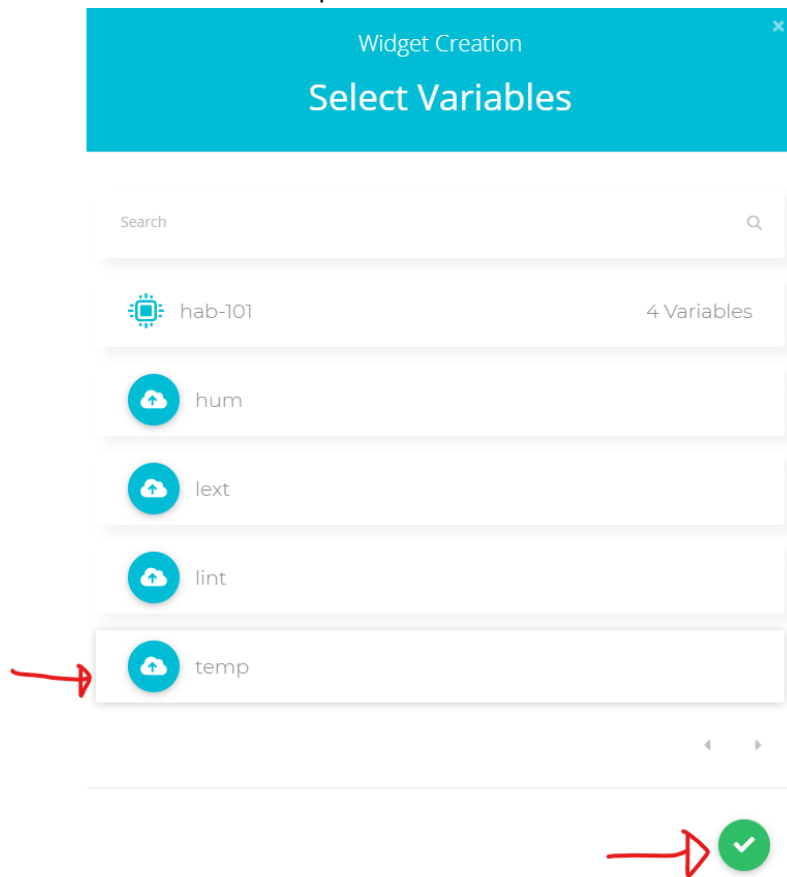 Widget Creation
Select Variables
Search
hab-101 4 Variables
hum
lext
lint
temp